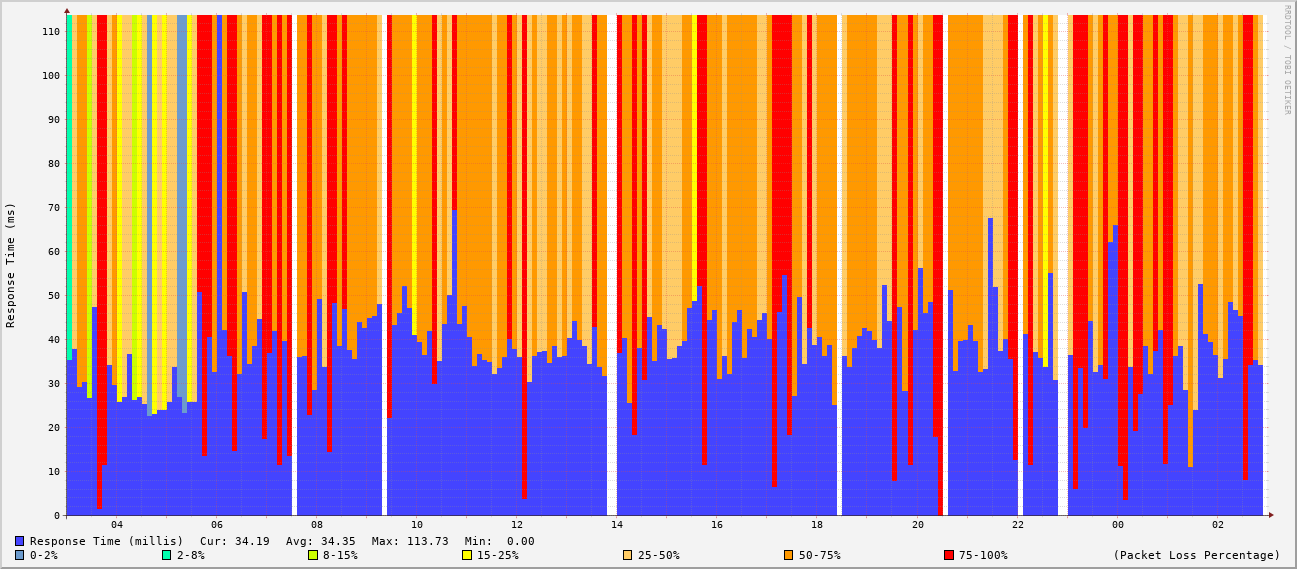 RRDTOOL / TOBI OETIKER
Response Time (ms)
110
100
90
80
70
60
50
40
30
20
10
0
04 06 08 10 12 14 16 18 20 22 00 02
Response Time (millis) Cur: 34.19 Avg: 34.35 Max: 113.73 Min: 0.00
0-2% 2-8% 8-15% 15-25% 25-50% 50-75% 75-100% (Packet Loss Percentage)